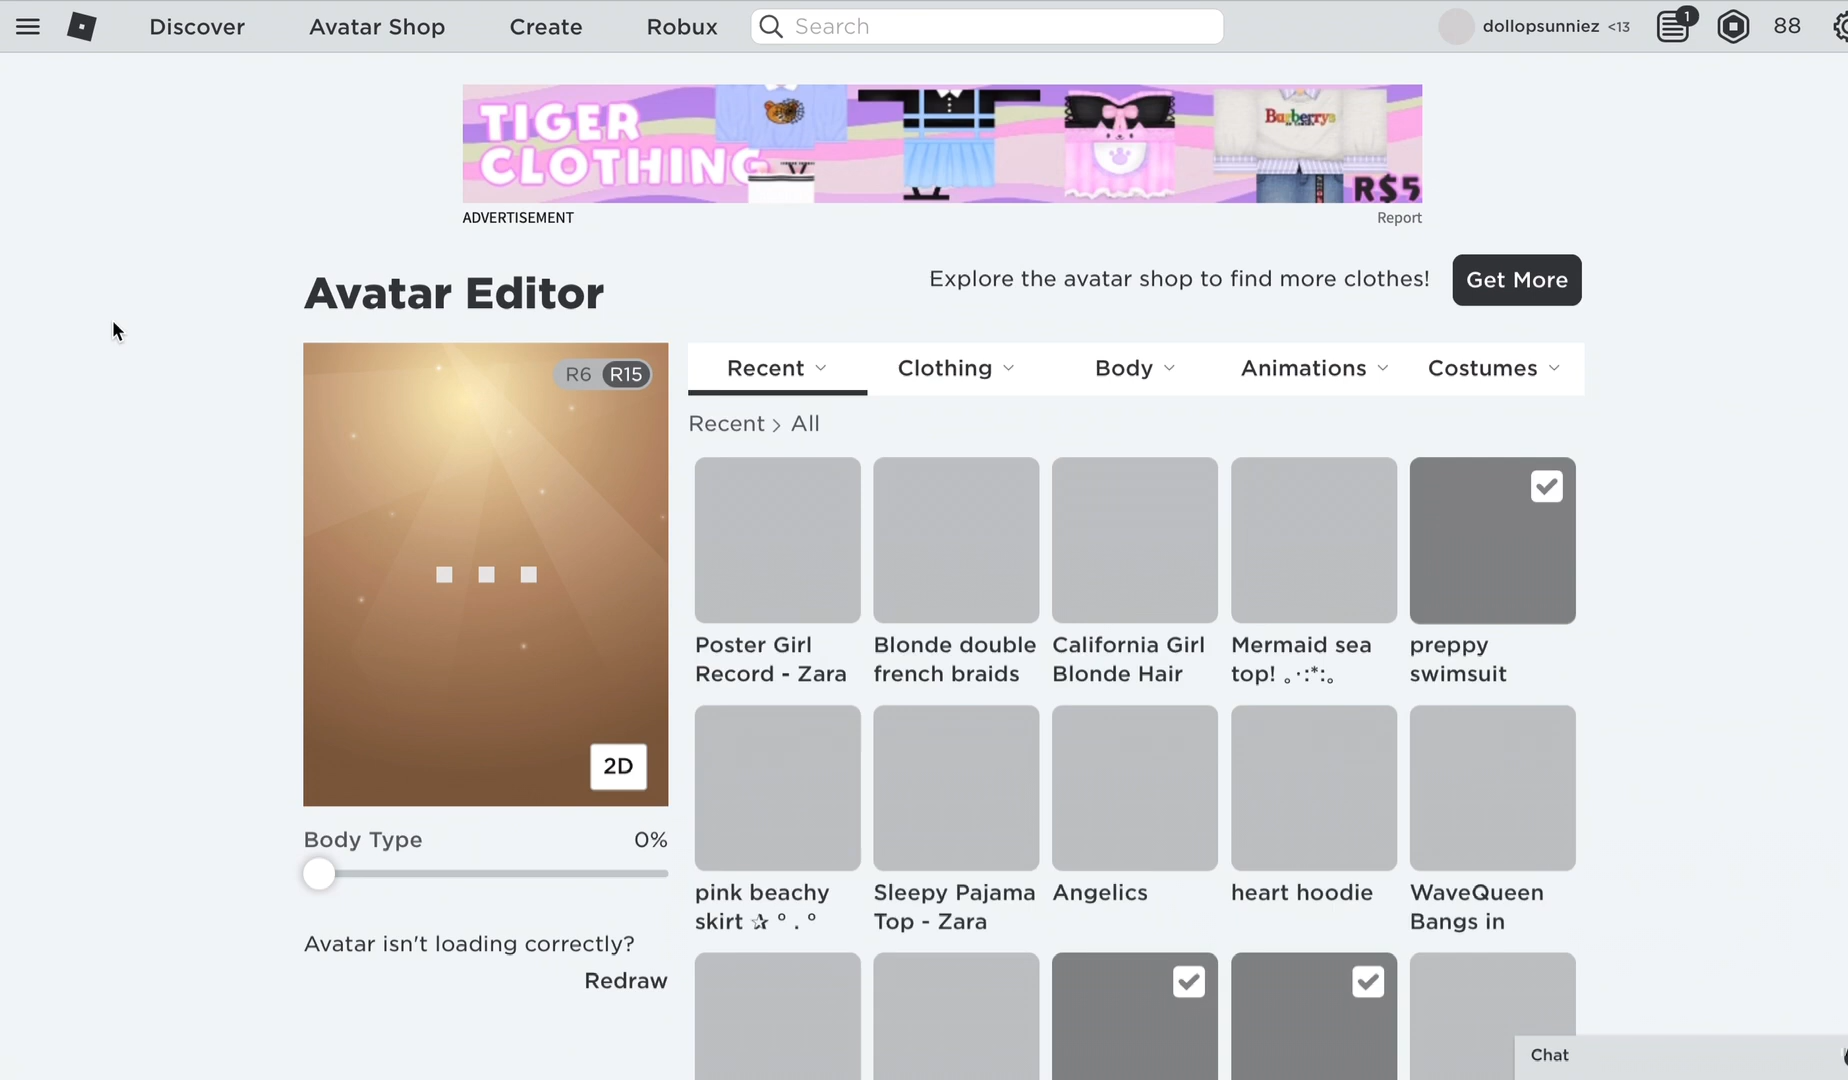 Discover
Avatar Shop
Create
Robux
Search
dollopsunniez <13
1
88
TIGER
CLOTHING
Bugberrys
R$5
ADVERTISEMENT
Report
Avatar Editor
Explore the avatar shop to find more clothes!
Get More
R6 R15
Recent
Clothing
Body
Animations
Costumes
Recent > All
Poster Girl
Record - Zara
Blonde double
french braids
California Girl
Blonde Hair
Mermaid sea
top! ｡･:*:｡
preppy
swimsuit
2D
Body Type 0%
pink beachy
skirt ✰ ° . °
Sleepy Pajama
Top - Zara
Angelics
heart hoodie
WaveQueen
Bangs in
Avatar isn't loading correctly?
Redraw
Chat